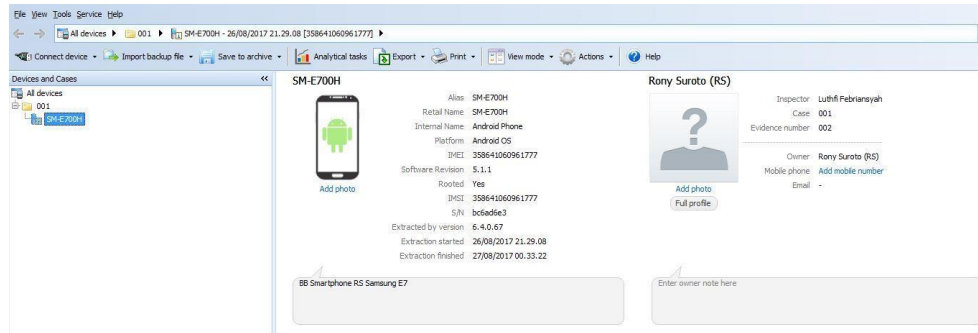 File View Tools Service Help
All devices 001 SM-E700H - 26/08/2017 21.29.08 [358641060961777]
Connect device Import backup file Save to archive Analytical tasks Export Print View mode Actions Help
Devices and Cases
All devices
001
SM-E700H
SM-E700H
Alias SM-E700H
Retail Name SM-E700H
Internal Name Android Phone
Platform Android OS
IMEI 358641060961777
Software Revision 5.1.1
Rooted Yes
IMSI 358641060961777
S/N bc6ad6e3
Extracted by version 6.4.0.67
Extraction started 26/08/2017 21.29.08
Extraction finished 27/08/2017 00.33.22
Add photo
BB Smartphone RS Samsung E7
Rony Suroto (RS)
Inspector Luthfi Febriansyah
Case 001
Evidence number 002
Owner Rony Suroto (RS)
Mobile phone Add mobile number
Email -
Add photo
Full profile
Enter owner note here